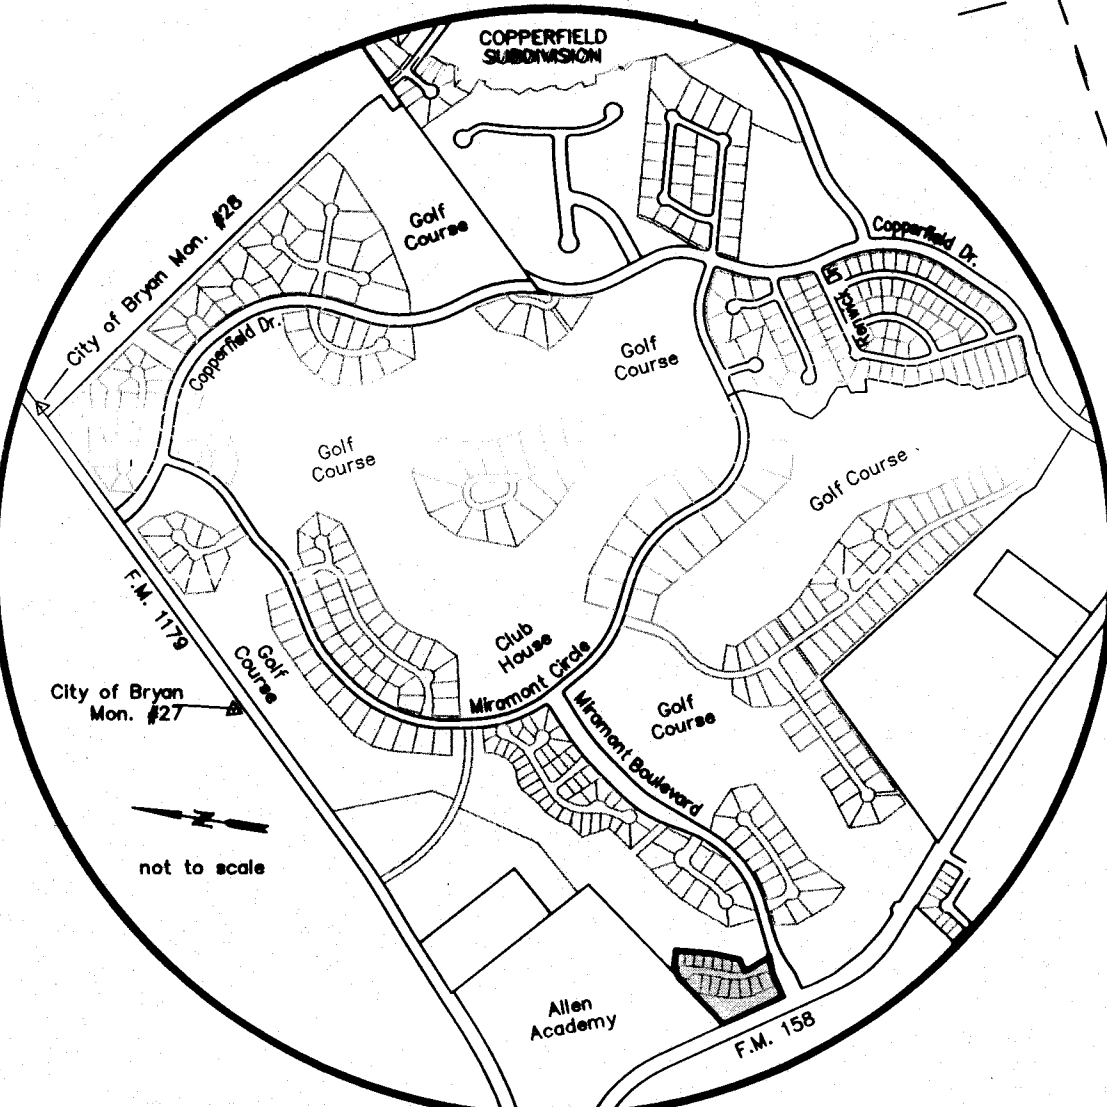 COPPERFIELD
SUBDIVISION
City of Bryan Mon. #28
Golf
Course
Copperfield Dr.
Renwick Dr
Copperfield Dr.
Golf
Course
Golf
Course
Golf Course
F.M. 1179
Golf
Course
Club
House
Miramont Circle
City of Bryan
Mon. #27
Golf
Course
Miramont Boulevard
N
not to scale
Allen
Academy
F.M. 158